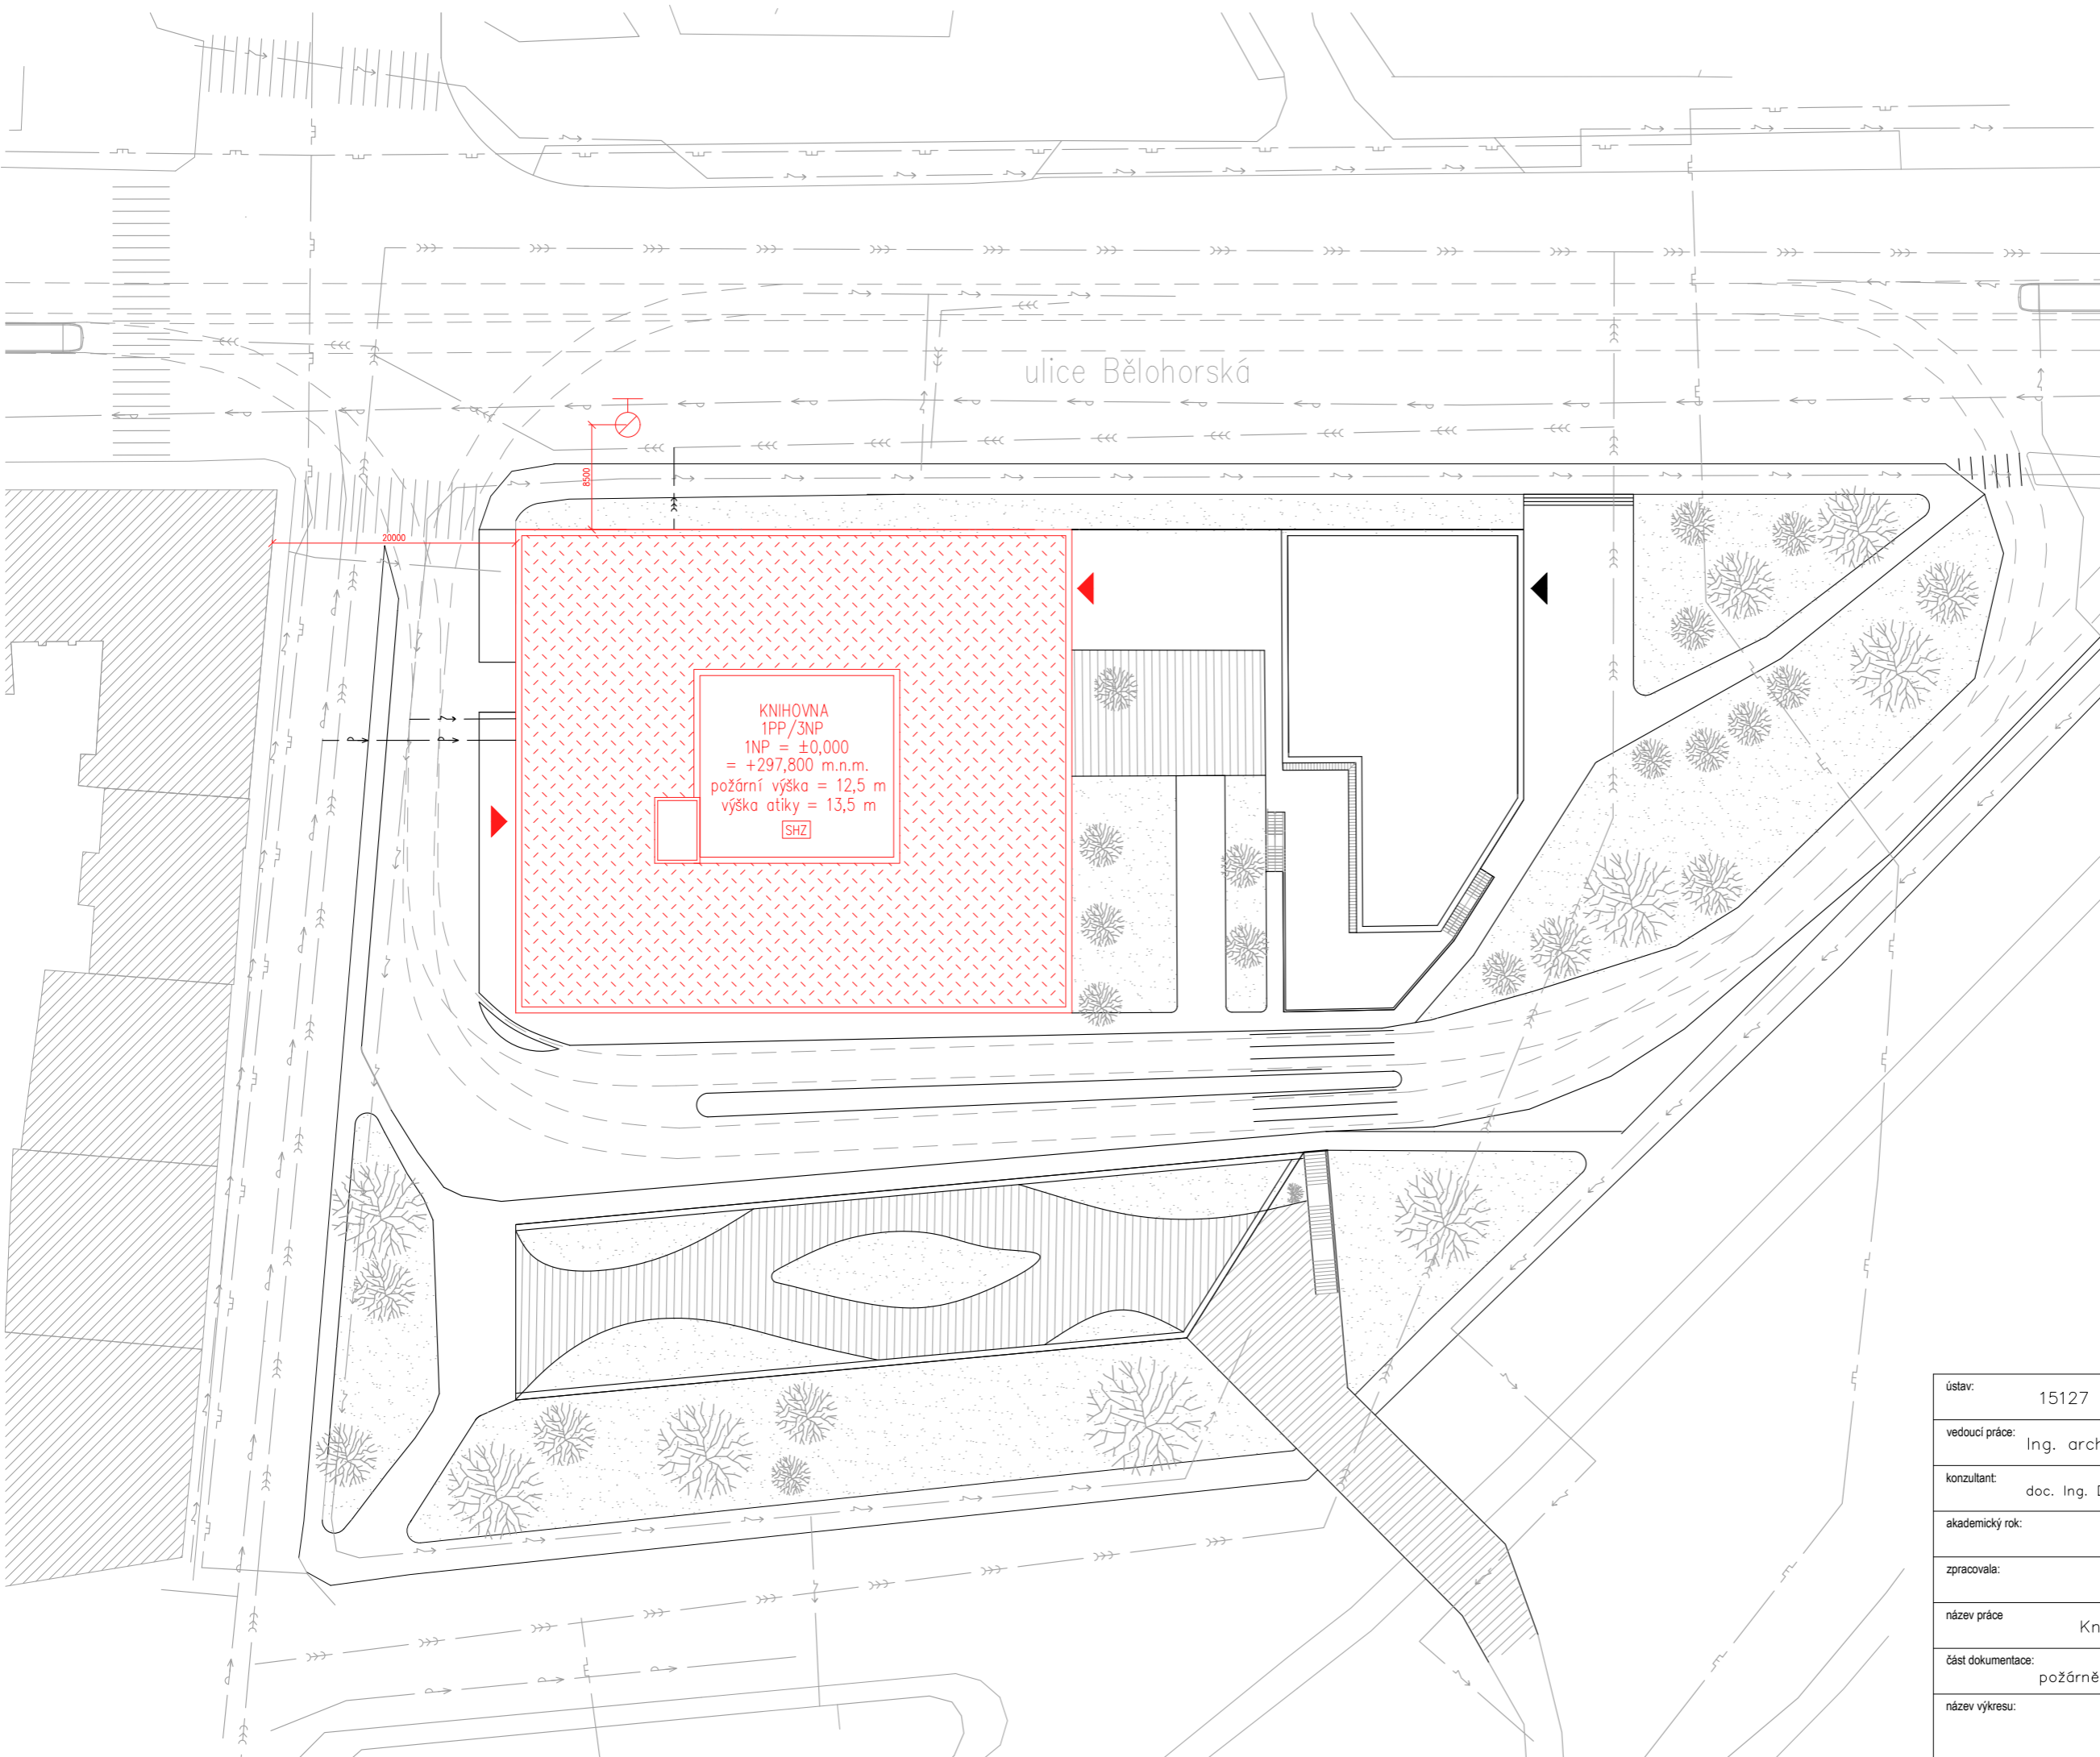 ulice Bělohorská
8500
20000
KNIHOVNA
1PP/3NP
1NP = ±0,000
= +297,800 m.n.m.
požární výška = 12,5 m
výška atiky = 13,5 m
SHZ
ústav:
15127
vedoucí práce:
Ing. arch
konzultant:
doc. Ing. D
akademický rok:
zpracovala:
název práce
Kn
část dokumentace:
požárně
název výkresu: